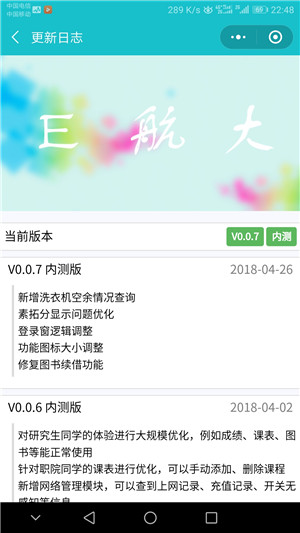 中国电信
中国移动
289 K/s
22:48
更新日志
E 航 大
当前版本
V0.0.7 内测
V0.0.7 内测版 2018-04-26
新增洗衣机空余情况查询
素拓分显示问题优化
登录窗逻辑调整
功能图标大小调整
修复图书续借功能
V0.0.6 内测版 2018-04-02
对研究生同学的体验进行大规模优化，例如成绩、课表、图
书等能正常使用
针对职院同学的课表进行优化，可以手动添加、删除课程
新增网络管理模块，可以查到上网记录、充值记录、开关无
感知等信息